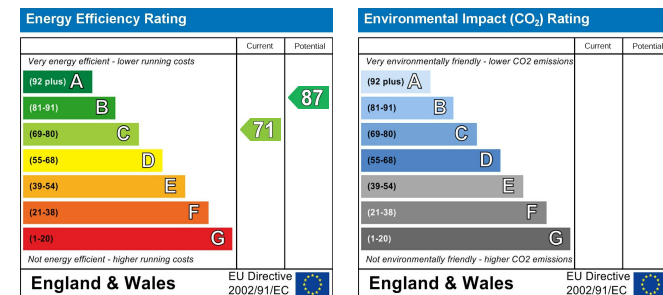 Energy Efficiency Rating
Current Potential
Very energy efficient - lower running costs
(92 plus) A
(81-91) B
(69-80) C
(55-68) D
(39-54) E
(21-38) F
(1-20) G
71
87
Not energy efficient - higher running costs
England & Wales
EU Directive
2002/91/EC
Environmental Impact (CO₂) Rating
Current Potential
Very environmentally friendly - lower CO2 emissions
(92 plus) A
(81-91) B
(69-80) C
(55-68) D
(39-54) E
(21-38) F
(1-20) G
Not environmentally friendly - higher CO2 emissions
England & Wales
EU Directive
2002/91/EC